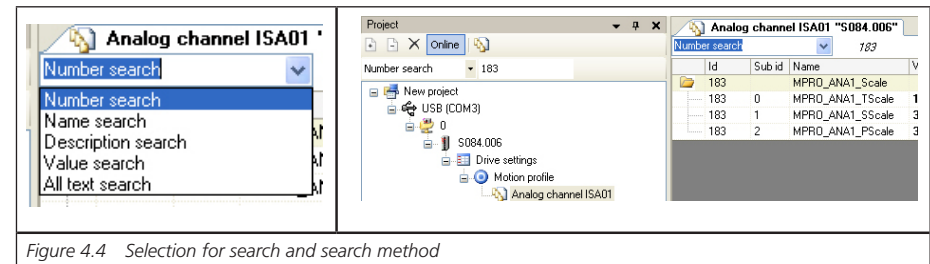 Analog channel ISA01 '
Number search
Number search
Name search
Description search
Value search
All text search
Project
Online
Number search 183
New project
USB (COM3)
0
S084.006
Drive settings
Motion profile
Analog channel ISA01
Analog channel ISA01 "S084.006"
Number search 183
Id Sub id Name V
183 MPRO_ANA1_Scale
183 0 MPRO_ANA1_TScale 1
183 1 MPRO_ANA1_SScale 3
183 2 MPRO_ANA1_PScale 3
Figure 4.4 Selection for search and search method